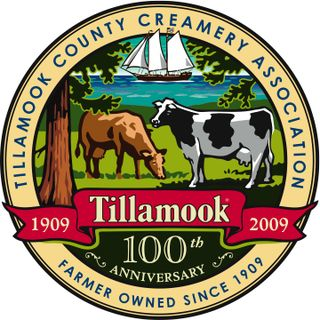 TILLAMOOK COUNTY CREAMERY ASSOCIATION
1909 Tillamook® 2009
100th
ANNIVERSARY
FARMER OWNED SINCE 1909